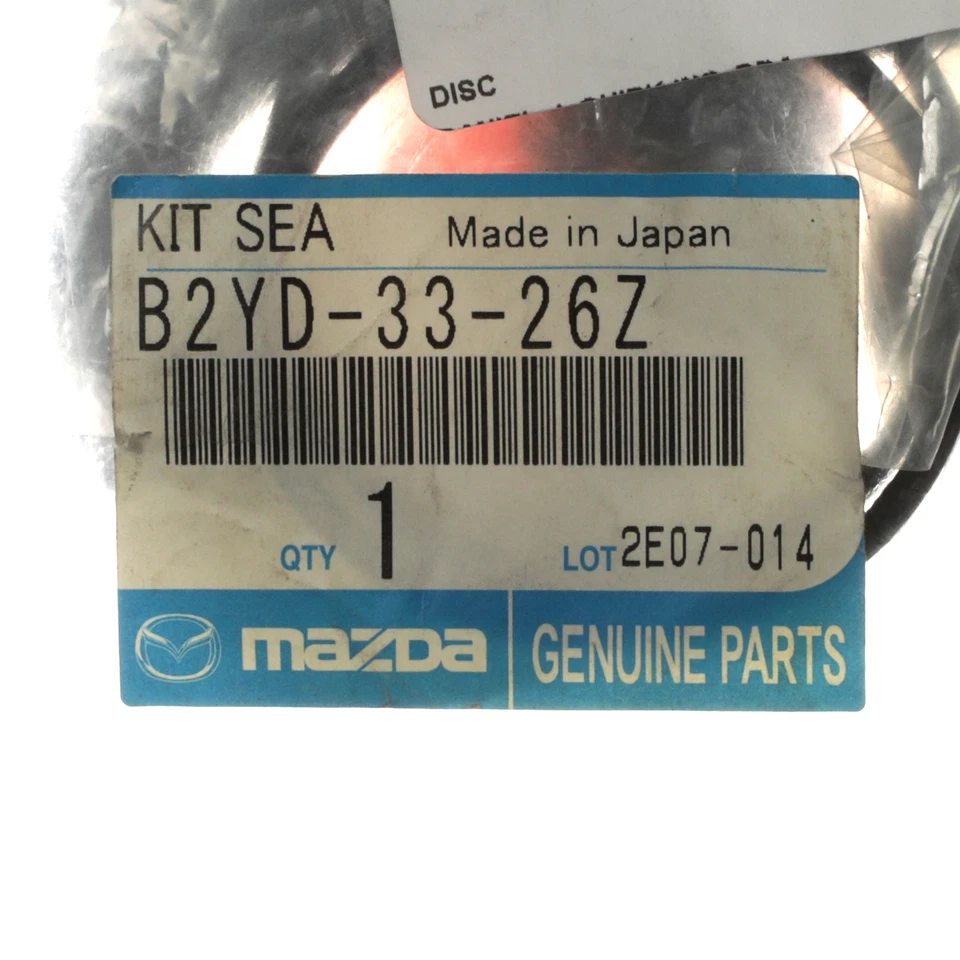 DISC
KIT SEA Made in Japan
B2YD-33-26Z
QTY 1 LOT 2E07-014
mazda GENUINE PARTS